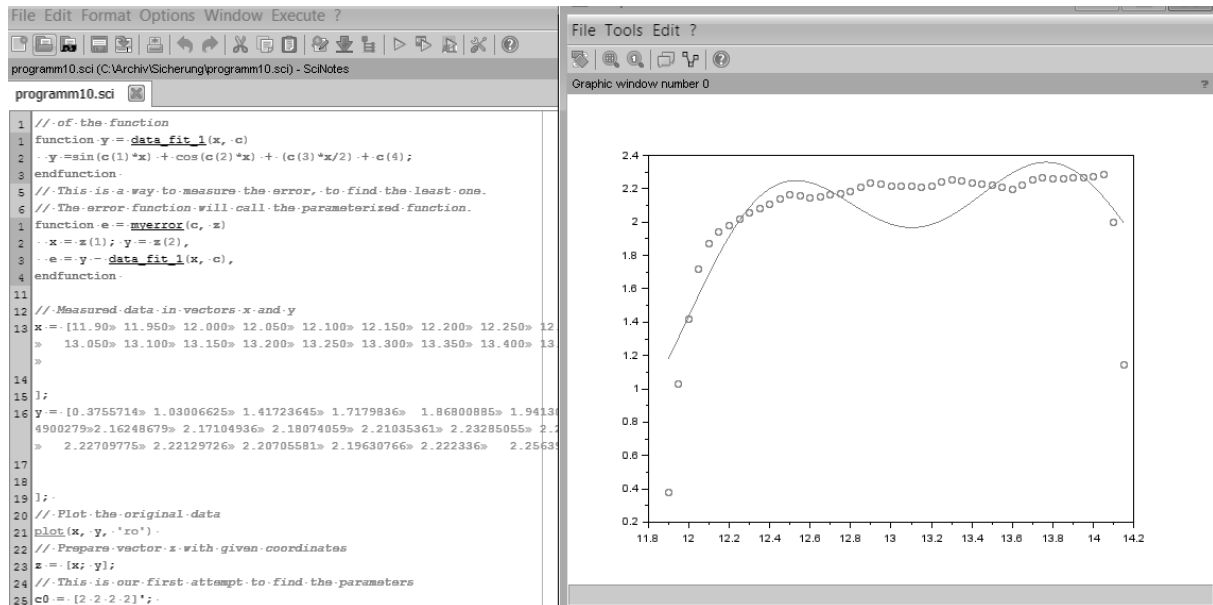 File Edit Format Options Window Execute ?
programm10.sci (C:\Archiv\Sicherung\programm10.sci) - SciNotes
programm10.sci
1 // of the function
1 function y = data_fit_1(x, c)
2 y =sin(c(1)*x) + cos(c(2)*x) + (c(3)*x/2) + c(4);
3 endfunction
5 // This is a way to measure the error, to find the least one.
6 // The error function will call the parameterized function.
1 function e = myerror(c, z)
2 x = z(1); y = z(2),
3 e = y - data_fit_1(x, c),
4 endfunction
11
12 // Measured data in vectors x and y
13 x = [11.90» 11.950» 12.000» 12.050» 12.100» 12.150» 12.200» 12.250» 12.
» 13.050» 13.100» 13.150» 13.200» 13.250» 13.300» 13.350» 13.400» 13.
»
14
15 ];
16 y = [0.3755714» 1.03006625» 1.41723645» 1.7179836» 1.86800885» 1.94130
4900279»2.16248679» 2.17104936» 2.18074059» 2.21035361» 2.23285055» 2.2
» 2.22709775» 2.22129726» 2.20705581» 2.19630766» 2.222336» 2.25639
17
18
19 ];
20 // Plot the original data
21 plot(x, y, 'ro')
22 // Prepare vector z with given coordinates
23 z = [x; y];
24 // This is our first attempt to find the parameters
25 c0 = [2 2 2 2]';
File Tools Edit ?
Graphic window number 0
?
2.4
2.2
2
1.8
1.6
1.4
1.2
1
0.8
0.6
0.4
0.2
11.8 12 12.2 12.4 12.6 12.8 13 13.2 13.4 13.6 13.8 14 14.2